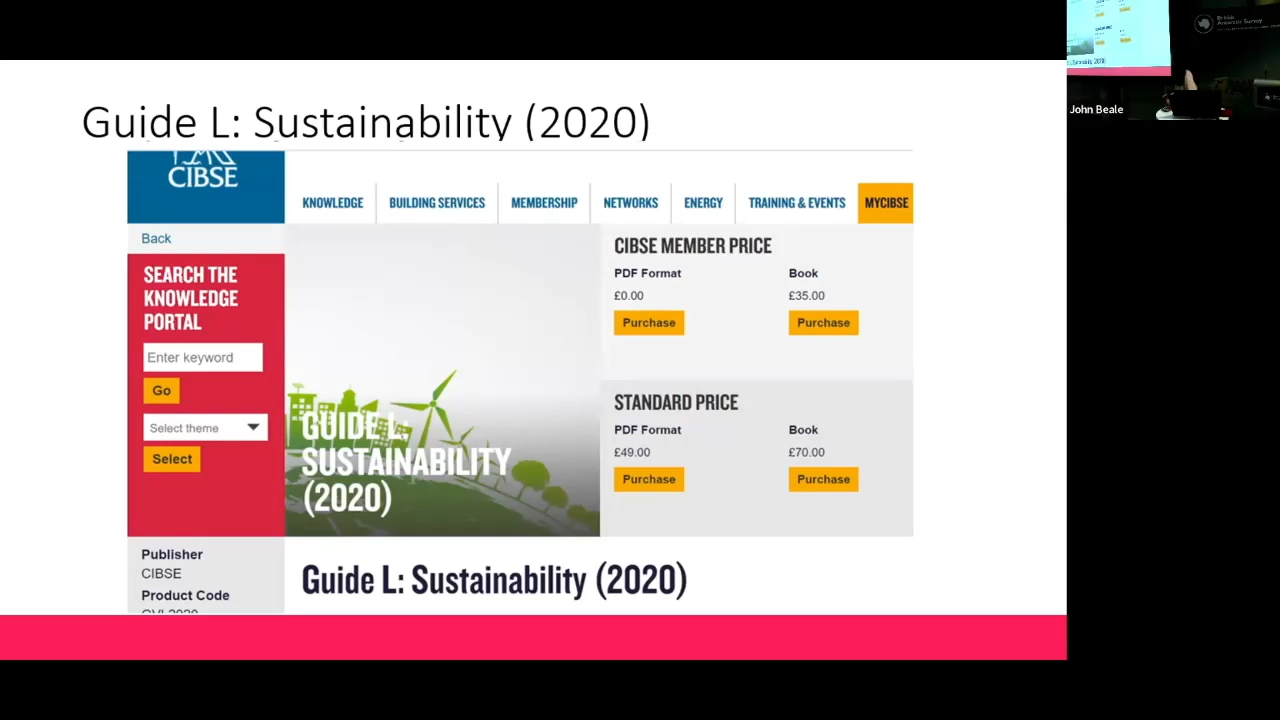 Guide L: Sustainability (2020)
CIBSE
KNOWLEDGE
BUILDING SERVICES
MEMBERSHIP
NETWORKS
ENERGY
TRAINING & EVENTS
MYCIBSE
Back
SEARCH THE
KNOWLEDGE
PORTAL
Enter keyword
Go
Select theme
Select
GUIDE L:
SUSTAINABILITY
(2020)
CIBSE MEMBER PRICE
PDF Format
Book
£0.00
£35.00
Purchase
Purchase
STANDARD PRICE
PDF Format
Book
£49.00
£70.00
Purchase
Purchase
Publisher
CIBSE
Product Code
Guide L: Sustainability (2020)
British
Antarctic Survey
John Beale